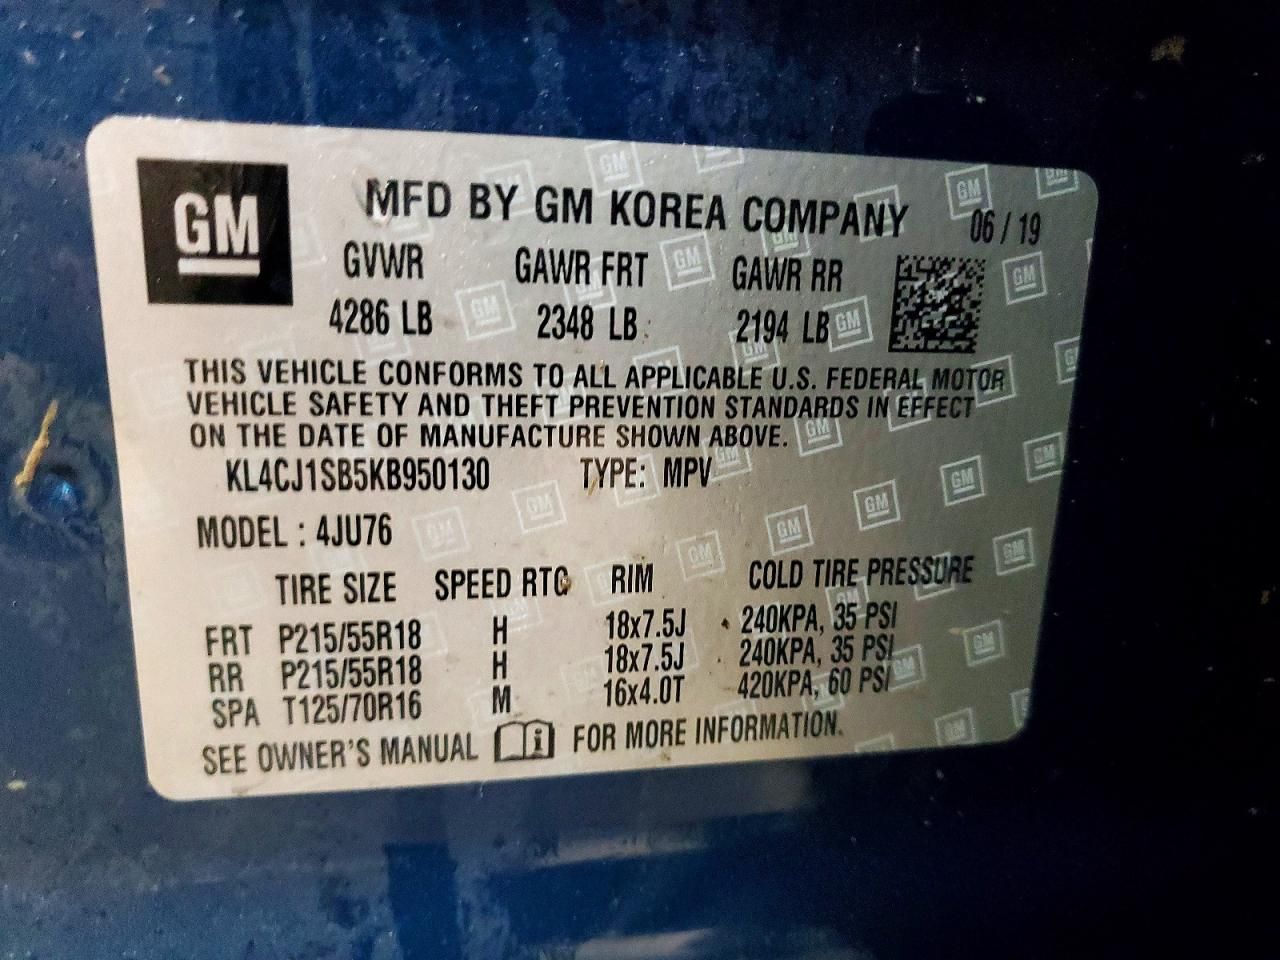 GM
MFD BY GM KOREA COMPANY 06 / 19
GVWR GAWR FRT GAWR RR
4286 LB 2348 LB 2194 LB
THIS VEHICLE CONFORMS TO ALL APPLICABLE U.S. FEDERAL MOTOR
VEHICLE SAFETY AND THEFT PREVENTION STANDARDS IN EFFECT
ON THE DATE OF MANUFACTURE SHOWN ABOVE.
KL4CJ1SB5KB950130 TYPE: MPV
MODEL : 4JU76
TIRE SIZE SPEED RTG RIM COLD TIRE PRESSURE
FRT P215/55R18 H 18x7.5J 240KPA, 35 PSI
RR P215/55R18 H 18x7.5J 240KPA, 35 PSI
SPA T125/70R16 M 16x4.0T 420KPA, 60 PSI
SEE OWNER'S MANUAL i FOR MORE INFORMATION.